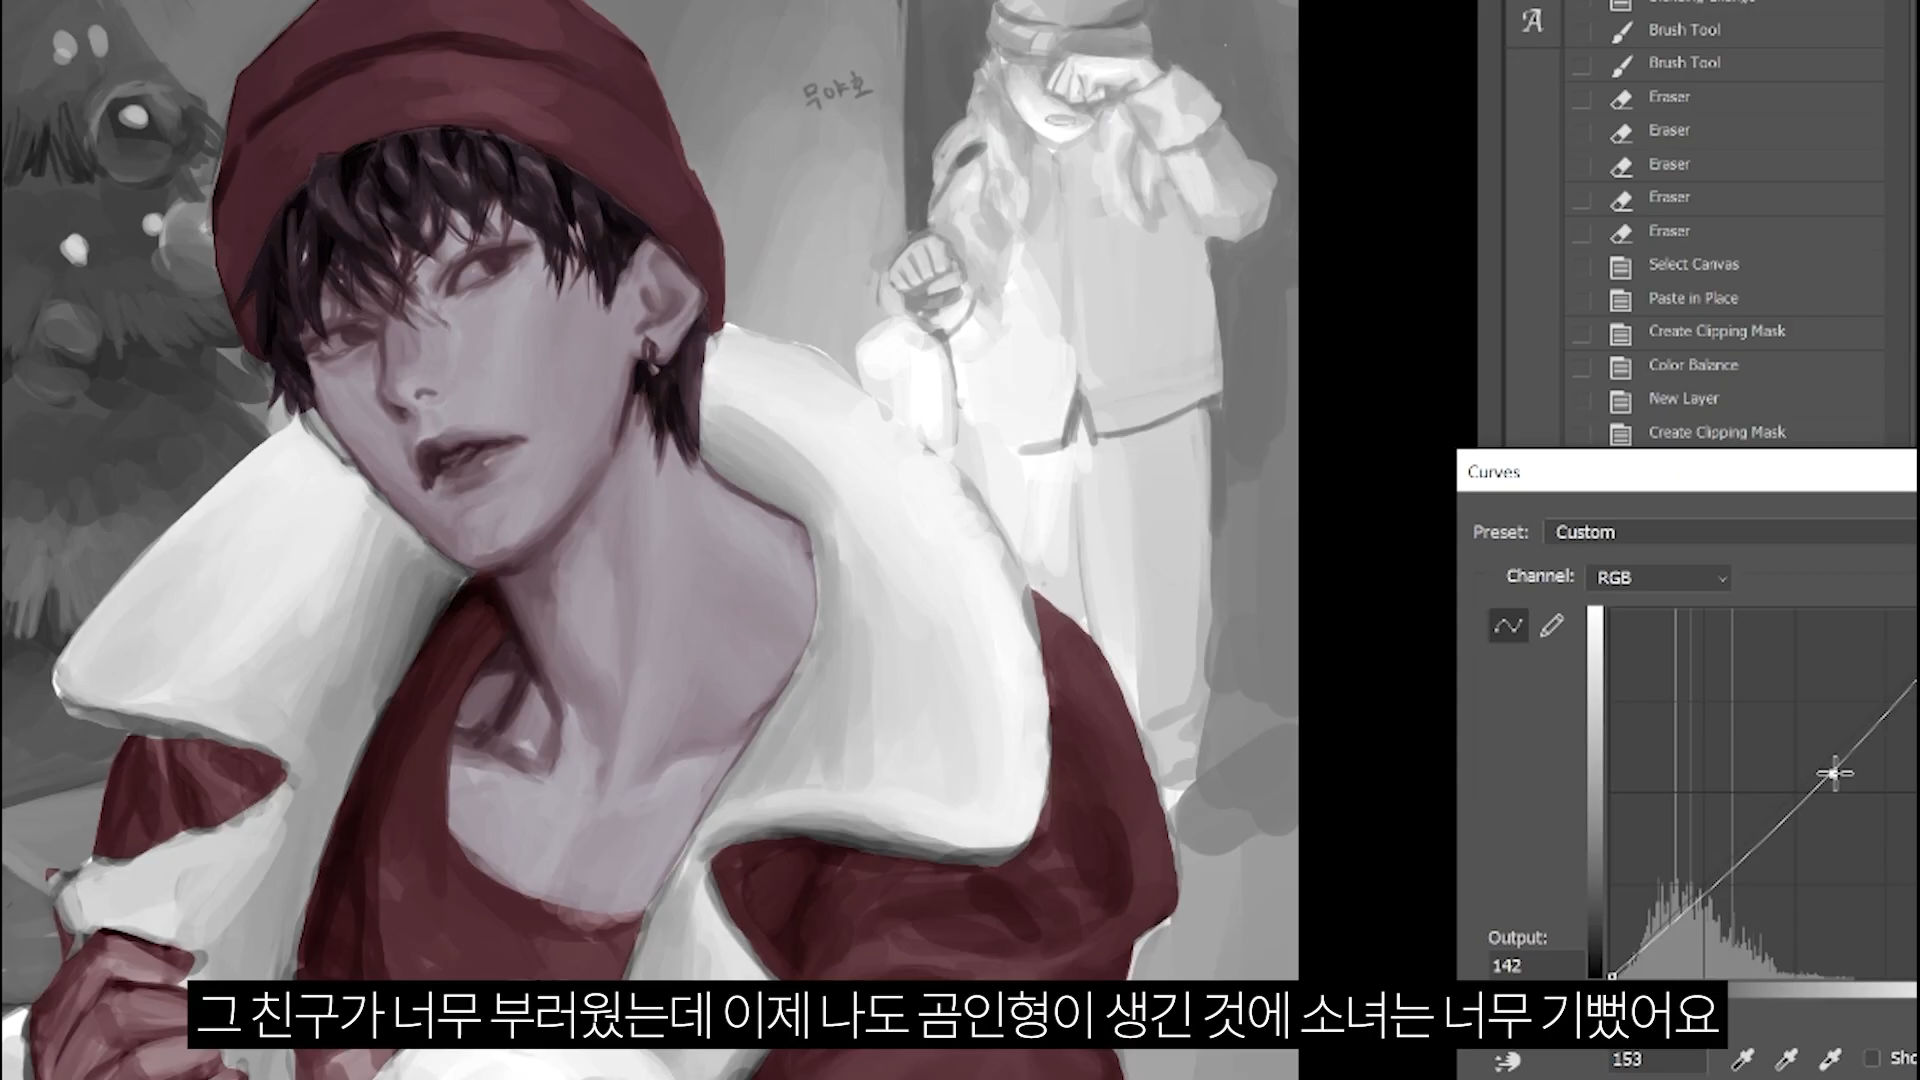 무야호
A
Brush Tool
Brush Tool
Eraser
Eraser
Eraser
Eraser
Eraser
Select Canvas
Paste in Place
Create Clipping Mask
Color Balance
New Layer
Create Clipping Mask
Curves
Preset: Custom
Channel: RGB
Output:
142
153
Sho
그 친구가 너무 부러웠는데 이제 나도 곰인형이 생긴 것에 소녀는 너무 기뻤어요